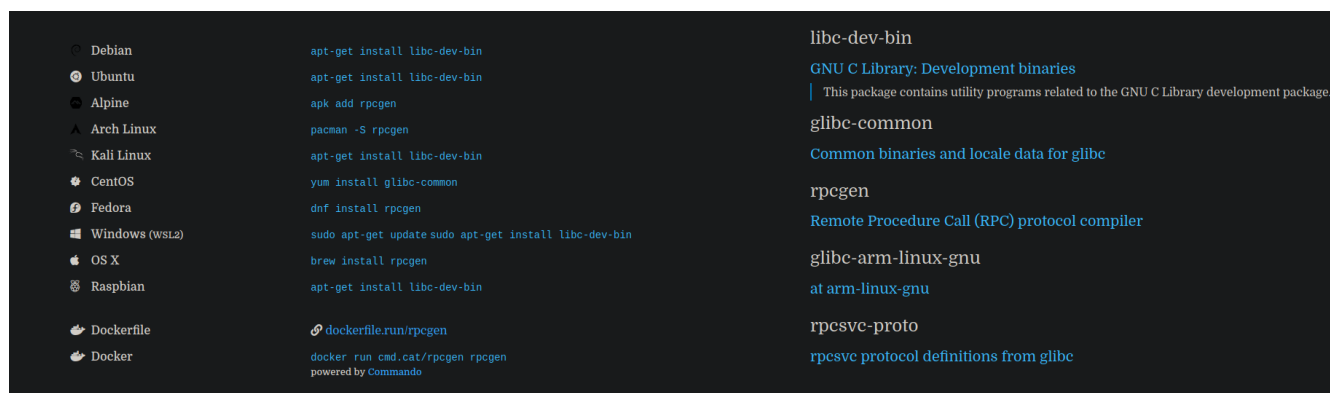 Debian apt-get install libc-dev-bin
Ubuntu apt-get install libc-dev-bin
Alpine apk add rpcgen
Arch Linux pacman -S rpcgen
Kali Linux apt-get install libc-dev-bin
CentOS yum install glibc-common
Fedora dnf install rpcgen
Windows (WSL2) sudo apt-get update sudo apt-get install libc-dev-bin
OS X brew install rpcgen
Raspbian apt-get install libc-dev-bin
Dockerfile dockerfile.run/rpcgen
Docker docker run cmd.cat/rpcgen rpcgen
powered by Commando
libc-dev-bin
GNU C Library: Development binaries
This package contains utility programs related to the GNU C Library development package.
glibc-common
Common binaries and locale data for glibc
rpcgen
Remote Procedure Call (RPC) protocol compiler
glibc-arm-linux-gnu
at arm-linux-gnu
rpcsvc-proto
rpcsvc protocol definitions from glibc